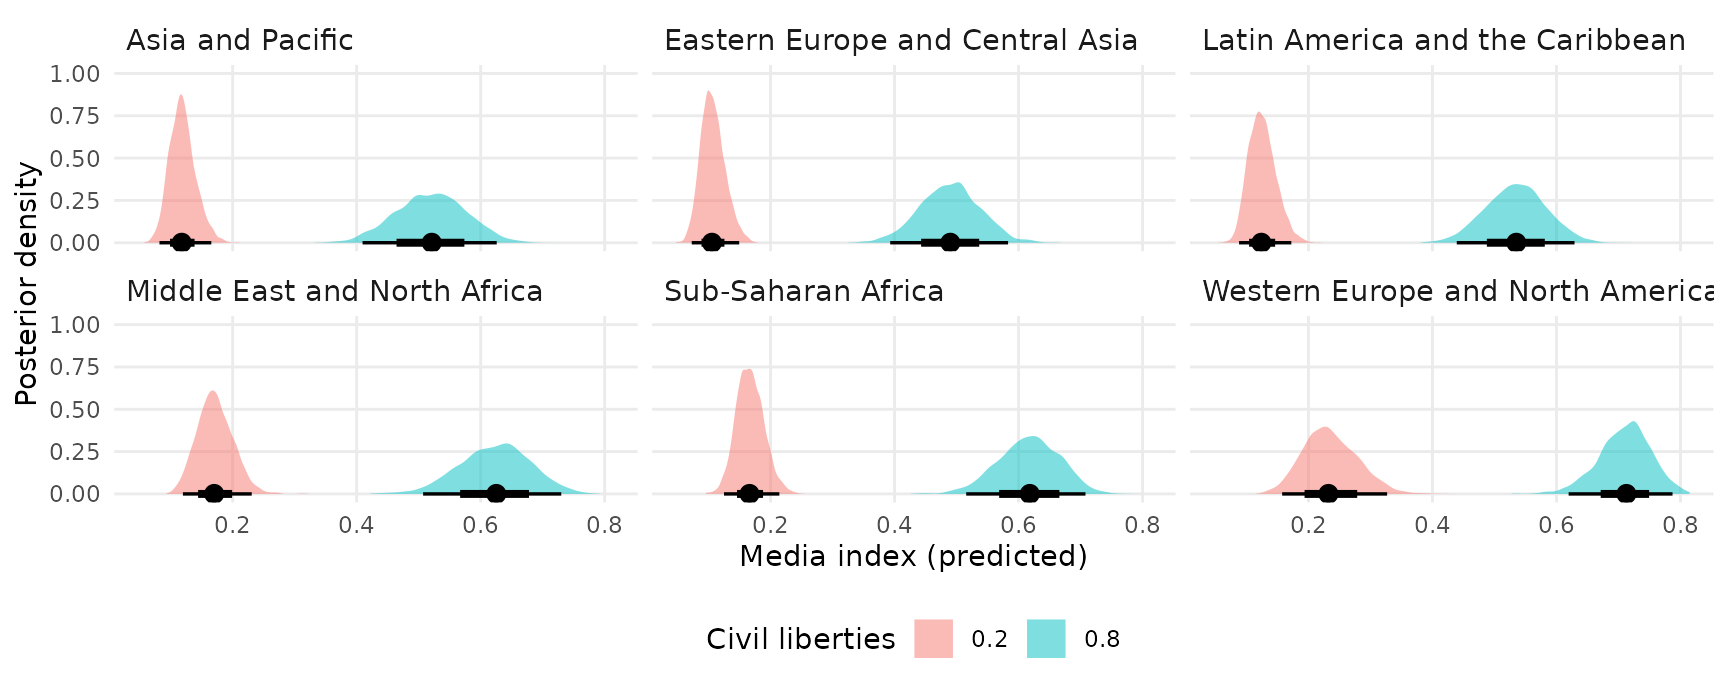 Asia and Pacific
Eastern Europe and Central Asia
Latin America and the Caribbean
1.00
0.75
0.50
0.25
0.00
Middle East and North Africa
Sub-Saharan Africa
Western Europe and North America
1.00
0.75
0.50
0.25
0.00
0.2 0.4 0.6 0.8
0.2 0.4 0.6 0.8
0.2 0.4 0.6 0.8
Posterior density
Media index (predicted)
Civil liberties 0.2 0.8